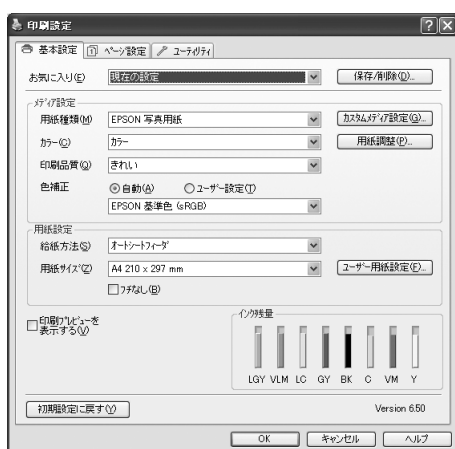 印刷設定
基本設定 ページ設定 ユーティリティ
お気に入り(E) 現在の設定 保存/削除(D)...
メディア設定
用紙種類(M) EPSON 写真用紙 カスタムメディア設定(G)...
カラー(C) カラー 用紙調整(P)...
印刷品質(Q) きれい
色補正 自動(A) ユーザー設定(T)
EPSON 基準色 (sRGB)
用紙設定
給紙方法(S) オートシートフィーダ
用紙サイズ(Z) A4 210 x 297 mm ユーザー用紙設定(F)...
フチなし(B)
印刷プレビューを
表示する(V)
インク残量
LGY VLM LC GY BK C VM Y
初期設定に戻す(Y) Version 6.50
OK キャンセル ヘルプ